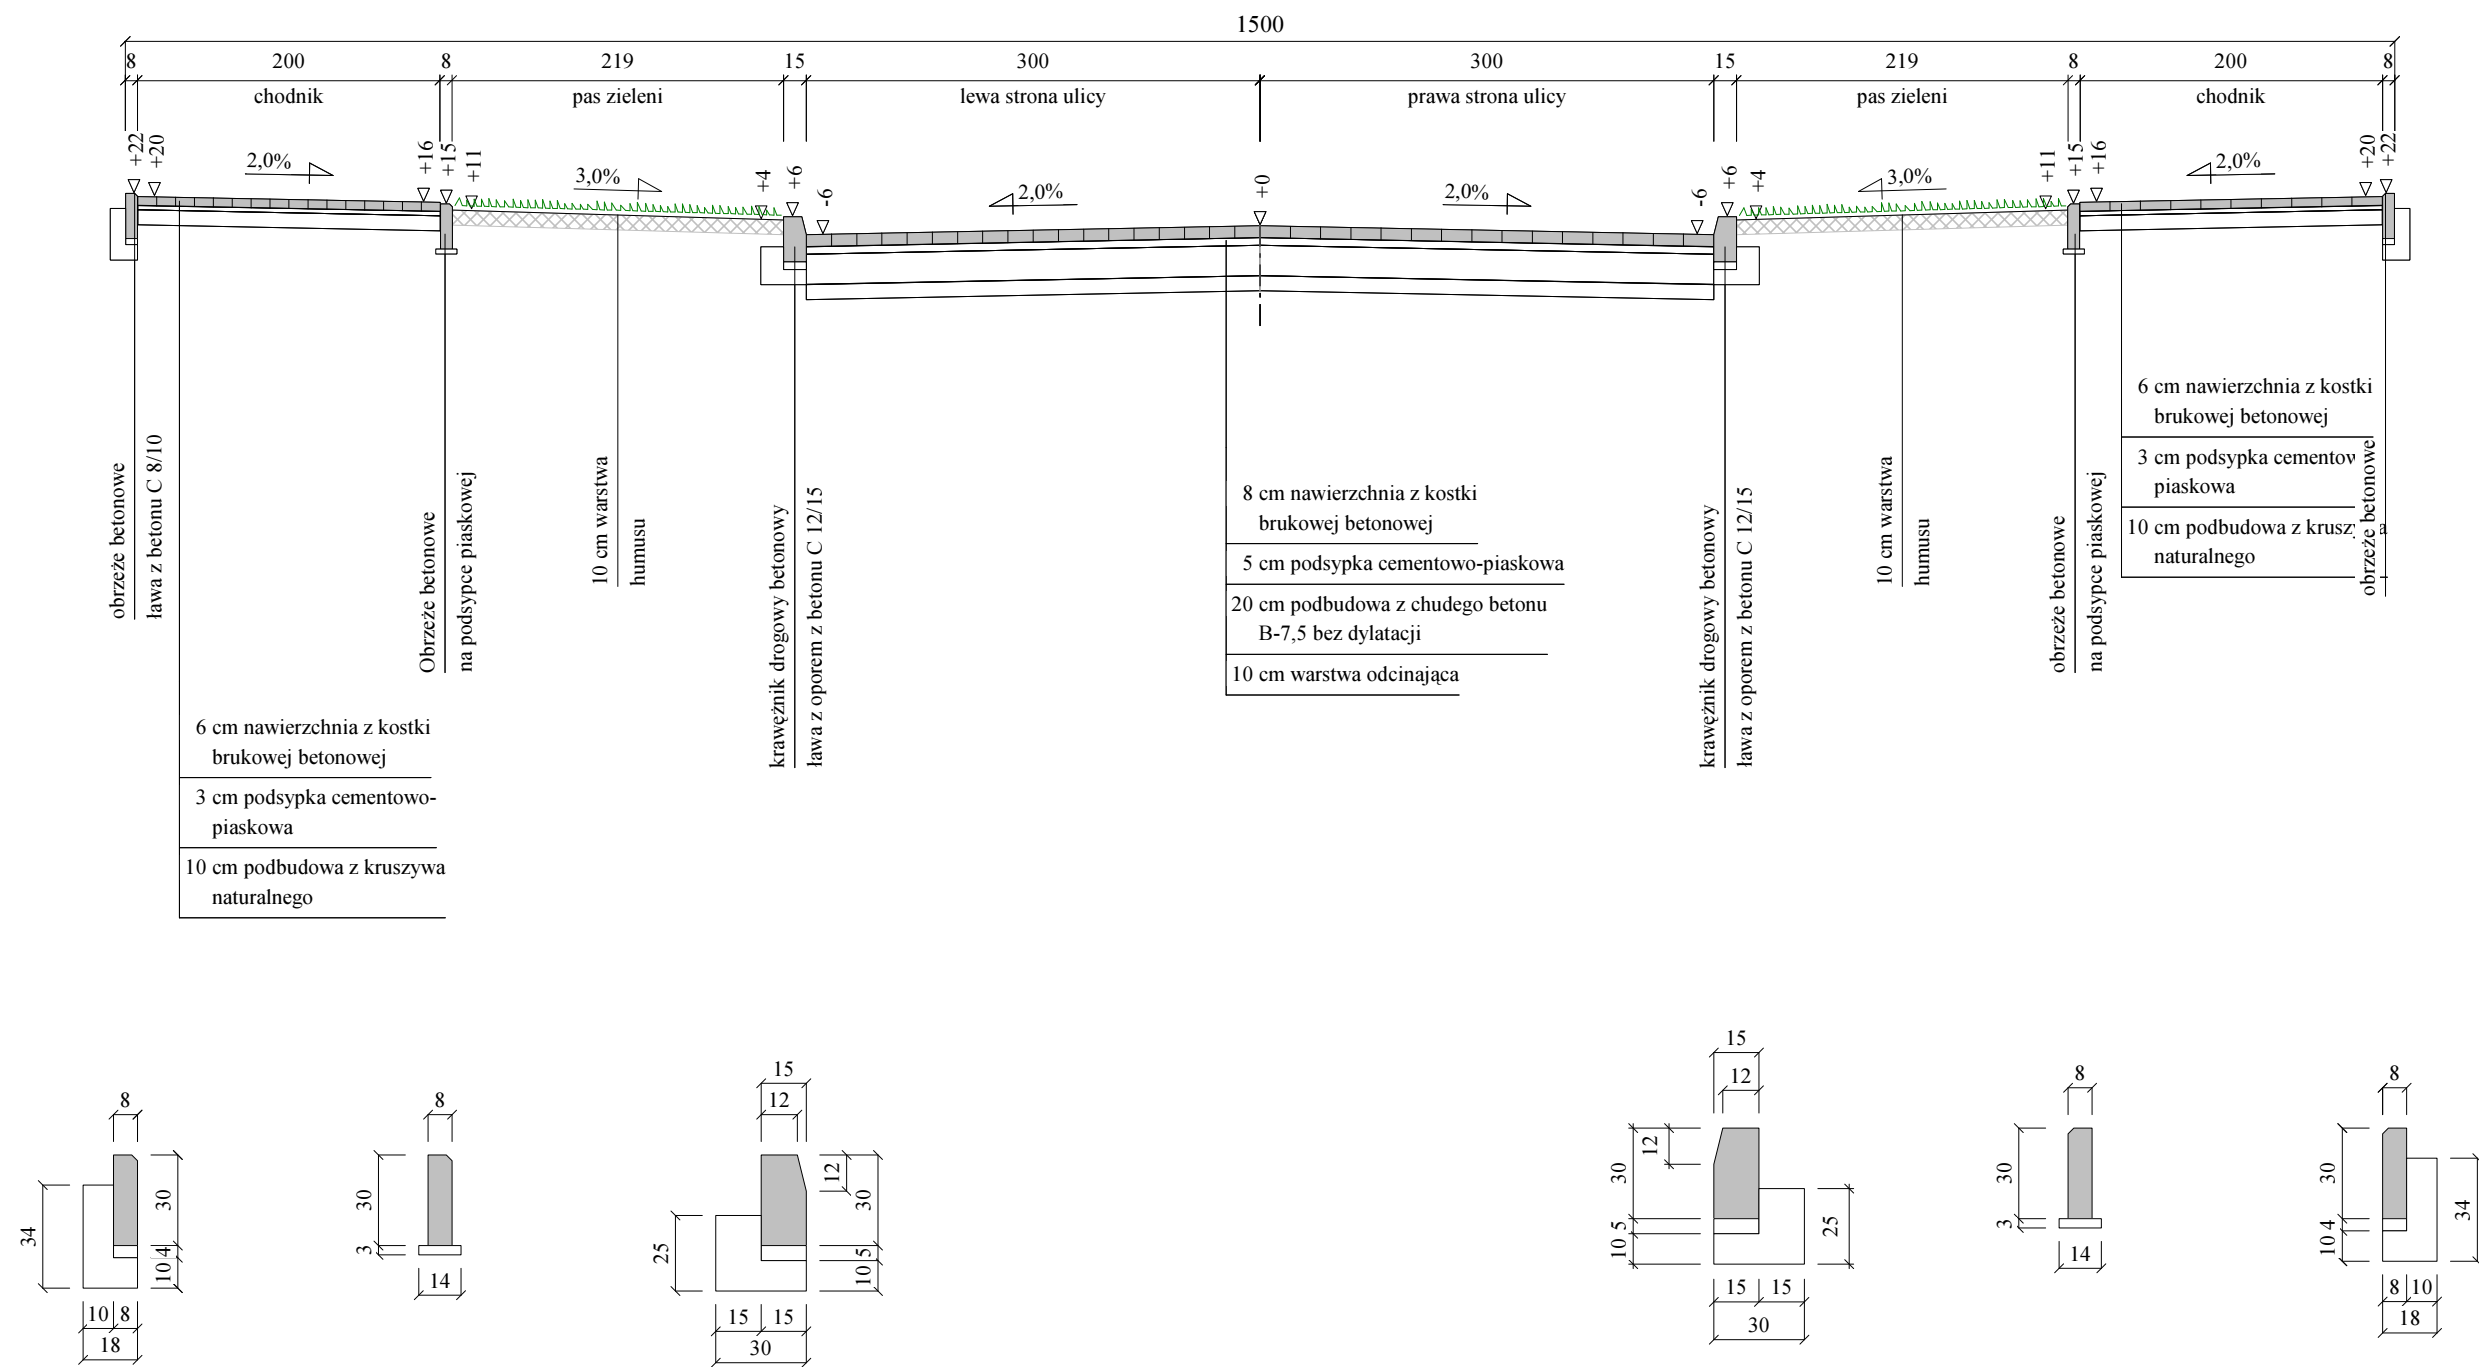 1500
8 200 8 219 15 300 300 15 219 8 200 8
chodnik pas zieleni lewa strona ulicy prawa strona ulicy pas zieleni chodnik
+22 +20 +16 +15 +11 +4 +6 -6 +0 -6 +6 +4 +11 +15 +16 +20 +22
2,0% 3,0% 2,0% 2,0% 3,0% 2,0%
obrzeże betonowe
ława z betonu C 8/10
Obrzeże betonowe
na podsypce piaskowej
10 cm warstwa
humusu
krawężnik drogowy betonowy
ława z oporem z betonu C 12/15
8 cm nawierzchnia z kostki
brukowej betonowej
5 cm podsypka cementowo-piaskowa
20 cm podbudowa z chudego betonu
B-7,5 bez dylatacji
10 cm warstwa odcinająca
krawężnik drogowy betonowy
ława z oporem z betonu C 12/15
10 cm warstwa
humusu
obrzeże betonowe
na podsypce piaskowej
6 cm nawierzchnia z kostki
brukowej betonowej
3 cm podsypka cementow
piaskowa
10 cm podbudowa z kruszy a
naturalnego
obrzeże betonowe
6 cm nawierzchnia z kostki
brukowej betonowej
3 cm podsypka cementowo-
piaskowa
10 cm podbudowa z kruszywa
naturalnego
8
34
30
4
10
10 8
18
8
30
3
14
15
12
12
30
25
5
10
15 15
30
15
12
12
30
5
10
25
15 15
30
8
30
3
14
8
30
4
10
34
8 10
18